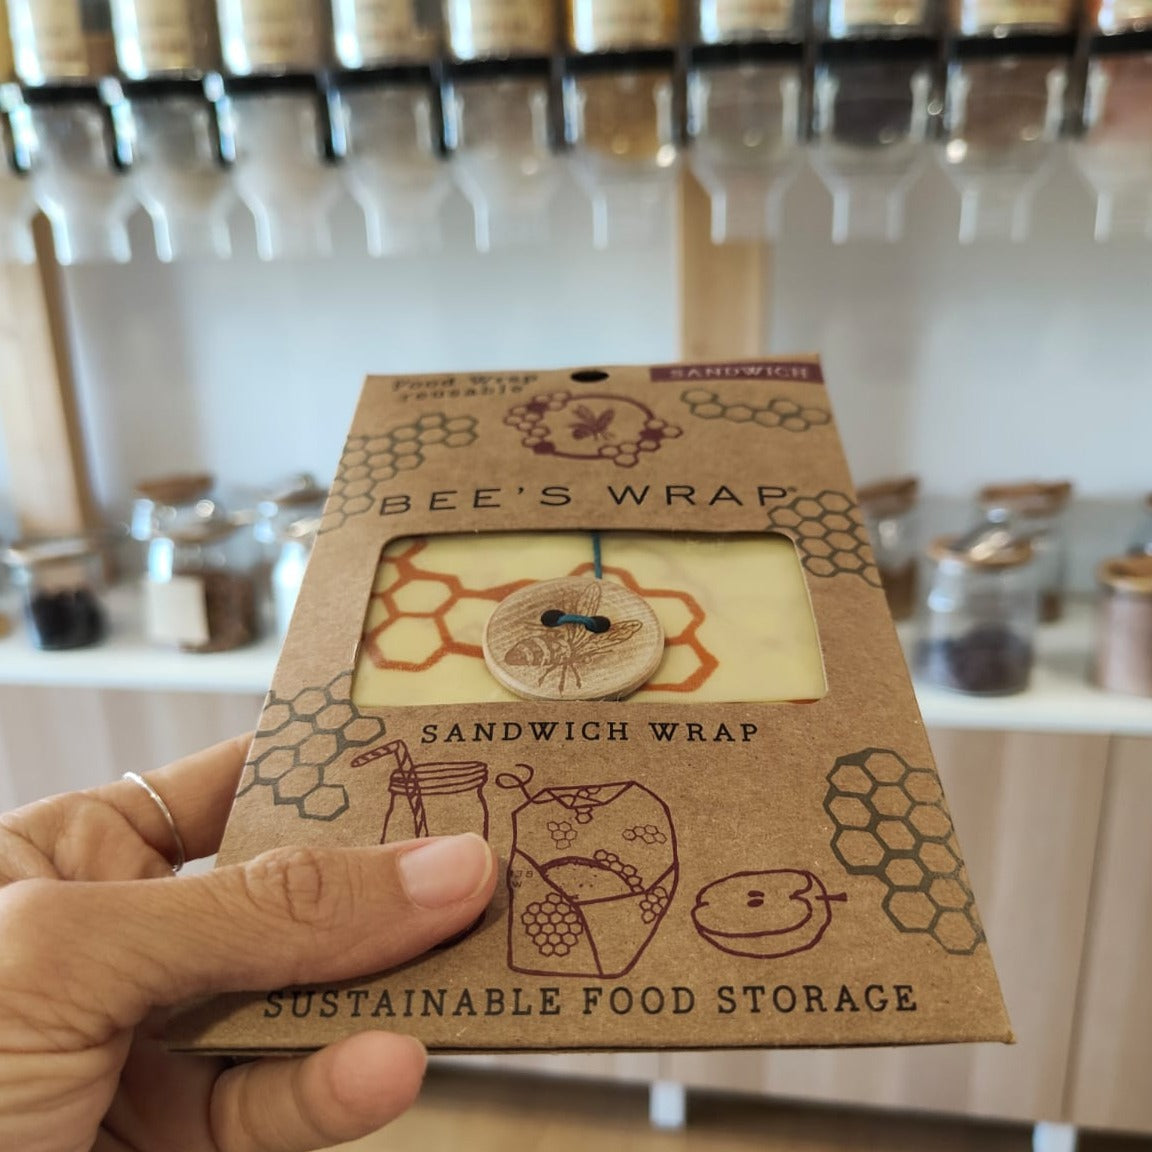 Food Wrap
reusable
SANDWICH
BEE'S WRAP®
SANDWICH WRAP
SUSTAINABLE FOOD STORAGE